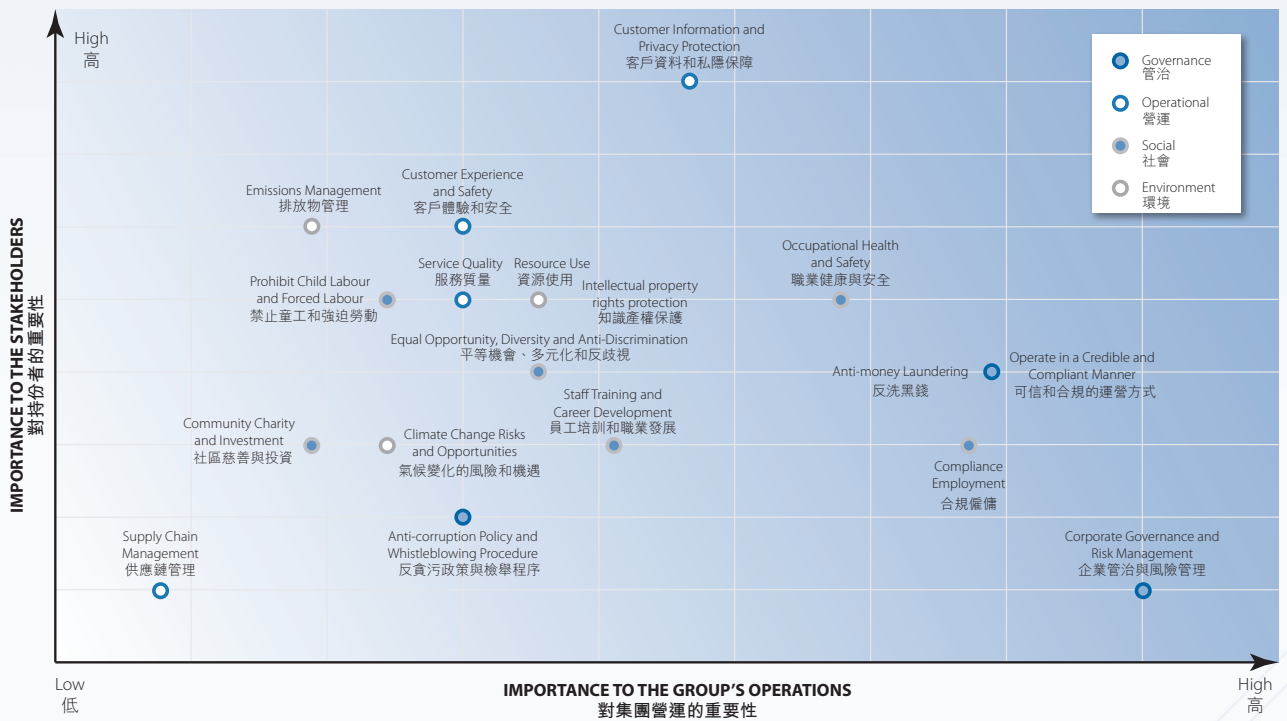 High
高
Customer Information and
Privacy Protection
客戶資料和私隱保障
Governance
管治
Operational
營運
Social
社會
Environment
環境
Emissions Management
排放物管理
Customer Experience
and Safety
客戶體驗和安全
Prohibit Child Labour
and Forced Labour
禁止童工和強迫勞動
Service Quality
服務質量
Resource Use
資源使用
Intellectual property
rights protection
知識產權保護
Occupational Health
and Safety
職業健康與安全
Equal Opportunity, Diversity and Anti-Discrimination
平等機會、多元化和反歧視
Anti-money Laundering
反洗黑錢
Operate in a Credible and
Compliant Manner
可信和合規的運營方式
Staff Training and
Career Development
員工培訓和職業發展
Community Charity
and Investment
社區慈善與投資
Climate Change Risks
and Opportunities
氣候變化的風險和機遇
Compliance
Employment
合規僱傭
Supply Chain
Management
供應鏈管理
Anti-corruption Policy and
Whistleblowing Procedure
反貪污政策與檢舉程序
Corporate Governance and
Risk Management
企業管治與風險管理
IMPORTANCE TO THE STAKEHOLDERS
對持份者的重要性
Low
低
IMPORTANCE TO THE GROUP'S OPERATIONS
對集團營運的重要性
High
高